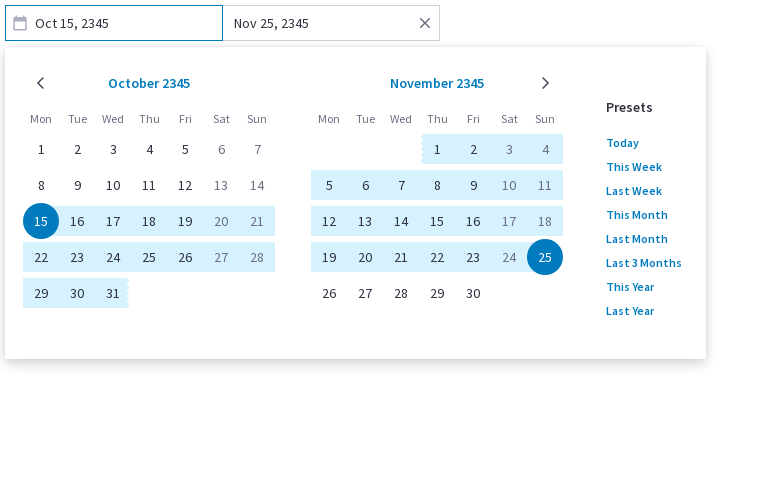 Oct 15, 2345 Nov 25, 2345
October 2345 November 2345
Mon Tue Wed Thu Fri Sat Sun Mon Tue Wed Thu Fri Sat Sun
1 2 3 4 5 6 7 1 2 3 4
8 9 10 11 12 13 14 5 6 7 8 9 10 11
15 16 17 18 19 20 21 12 13 14 15 16 17 18
22 23 24 25 26 27 28 19 20 21 22 23 24 25
29 30 31 26 27 28 29 30
Presets
Today
This Week
Last Week
This Month
Last Month
Last 3 Months
This Year
Last Year